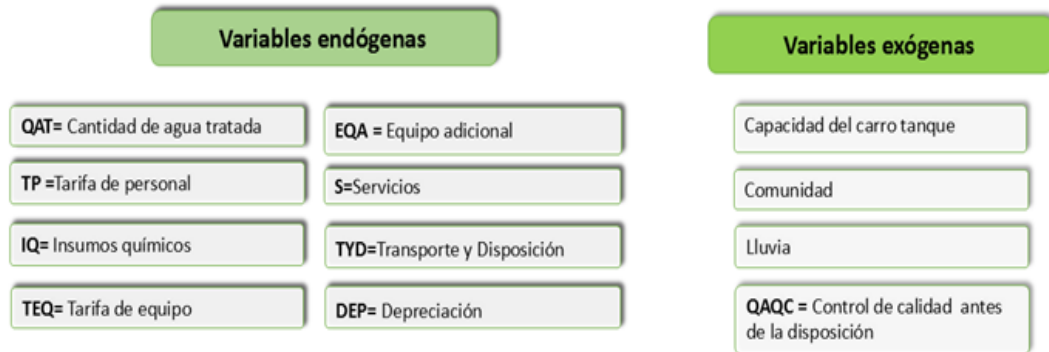 Variables endógenas
QAT= Cantidad de agua tratada
TP =Tarifa de personal
IQ= Insumos químicos
TEQ= Tarifa de equipo
EQA = Equipo adicional
S=Servicios
TYD=Transporte y Disposición
DEP= Depreciación
Variables exógenas
Capacidad del carro tanque
Comunidad
Lluvia
QAQC = Control de calidad antes
de la disposición